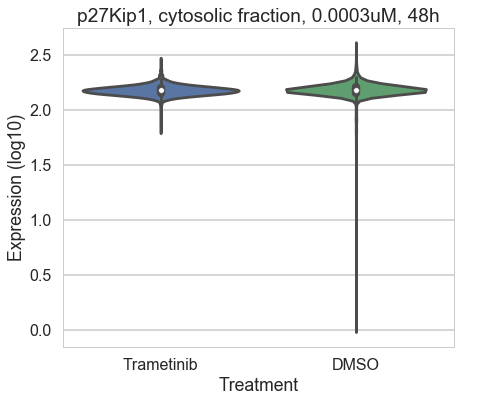 p27Kip1, cytosolic fraction, 0.0003uM, 48h
2.5
2.0
1.5
1.0
0.5
0.0
Expression (log10)
Trametinib
DMSO
Treatment